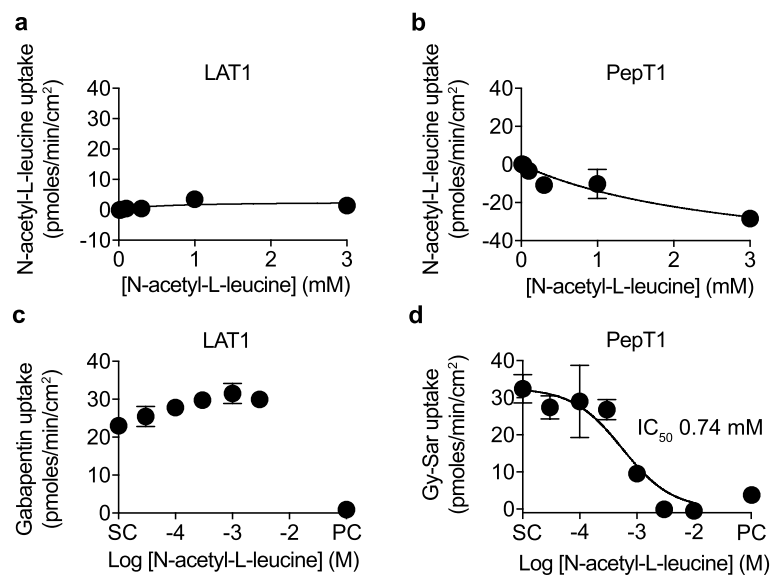 a
LAT1
N-acetyl-L-leucine uptake
(pmoles/min/cm²)
40
30
20
10
0
-10
0
1
2
3
[N-acetyl-L-leucine] (mM)
b
PepT1
N-acetyl-L-leucine uptake
(pmoles/min/cm²)
40
20
0
-20
-40
0
1
2
3
[N-acetyl-L-leucine] (mM)
c
LAT1
Gabapentin uptake
(pmoles/min/cm²)
40
30
20
10
0
SC -4 -3 -2 PC
Log [N-acetyl-L-leucine] (M)
d
PepT1
Gy-Sar uptake
(pmoles/min/cm²)
40
30
20
10
0
IC₅₀ 0.74 mM
SC -4 -3 -2 PC
Log [N-acetyl-L-leucine] (M)